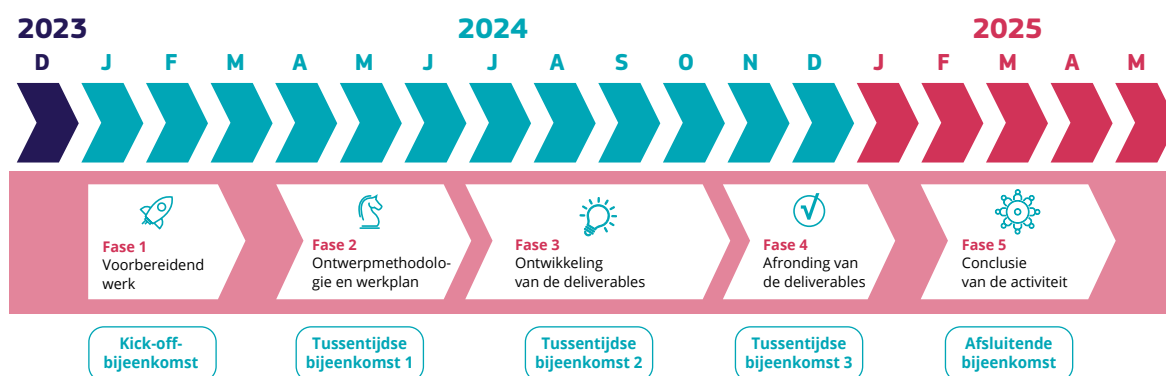 2023 2024 2025
D J F M A M J J A S O N D J F M A M
Fase 1
Voorbereidend
werk
Fase 2
Ontwerpmethodolo-
gie en werkplan
Fase 3
Ontwikkeling
van de deliverables
Fase 4
Afronding van
de deliverables
Fase 5
Conclusie
van de activiteit
Kick-off-
bijeenkomst
Tussentijdse
bijeenkomst 1
Tussentijdse
bijeenkomst 2
Tussentijdse
bijeenkomst 3
Afsluitende
bijeenkomst